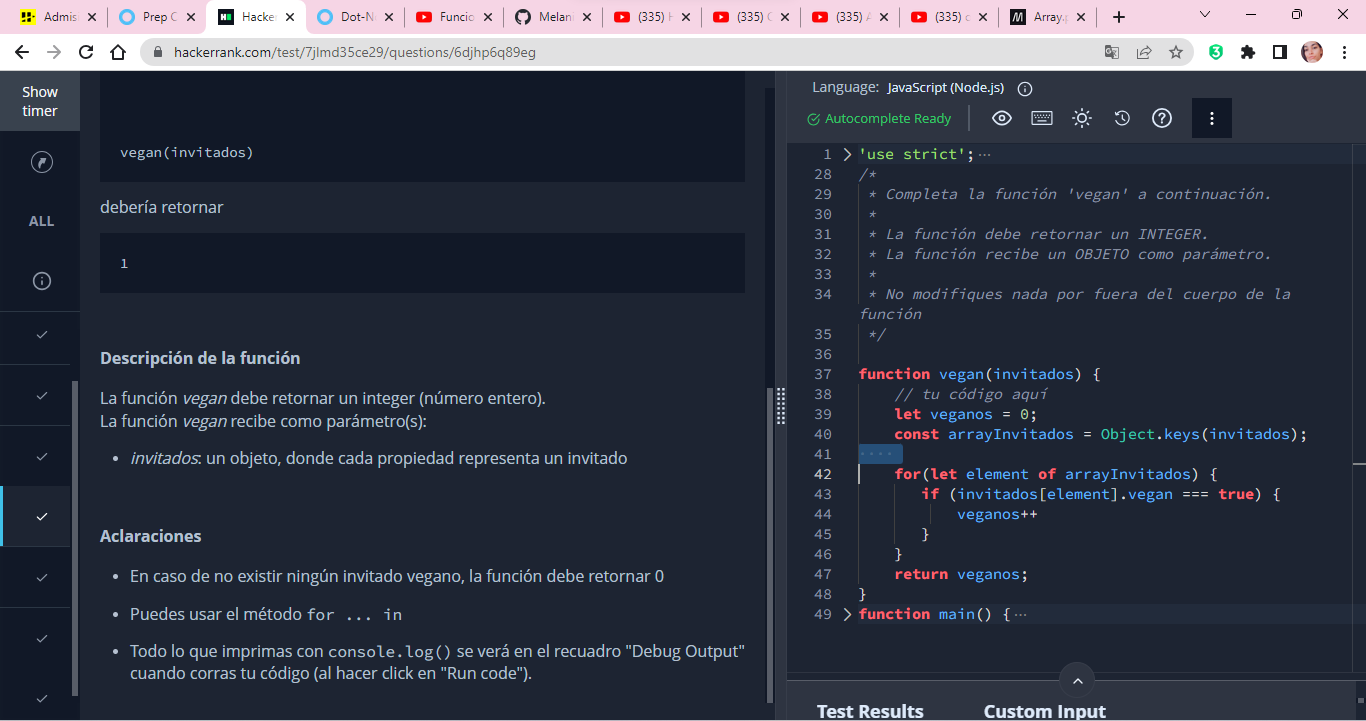 Admis
Prep C
Hacke
Dot-N
Funcio
Melan
(335)
(335)
(335)
(335)
Array.p
hackerrank.com/test/7jlmd35ce29/questions/6djhp6q89eg
Show
timer
ALL
vegan(invitados)
debería retornar
1
Descripción de la función
La función vegan debe retornar un integer (número entero).
La función vegan recibe como parámetro(s):
• invitados: un objeto, donde cada propiedad representa un invitado
Aclaraciones
• En caso de no existir ningún invitado vegano, la función debe retornar 0
• Puedes usar el método for ... in
• Todo lo que imprimas con console.log() se verá en el recuadro "Debug Output"
cuando corras tu código (al hacer click en "Run code").
Language: JavaScript (Node.js)
Autocomplete Ready
1 'use strict';
28 /*
29 * Completa la función 'vegan' a continuación.
30 *
31 * La función debe retornar un INTEGER.
32 * La función recibe un OBJETO como parámetro.
33 *
34 * No modifiques nada por fuera del cuerpo de la
función
35 */
36
37 function vegan(invitados) {
38 // tu código aquí
39 let veganos = 0;
40 const arrayInvitados = Object.keys(invitados);
41
42 for(let element of arrayInvitados) {
43 if (invitados[element].vegan === true) {
44 veganos++
45 }
46 }
47 return veganos;
48 }
49 function main() {
Test Results Custom Input